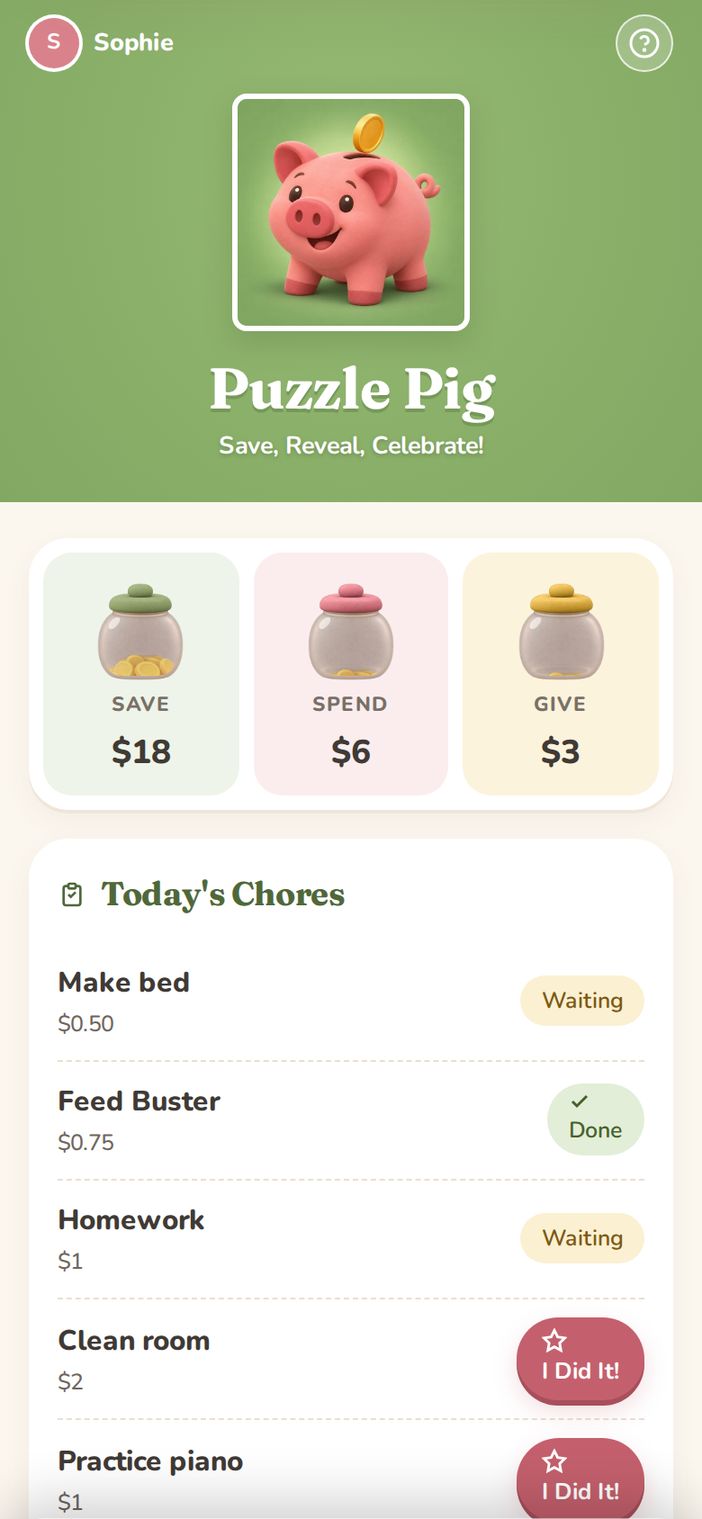 S
Sophie
Puzzle Pig
Save, Reveal, Celebrate!
SAVE
$18
SPEND
$6
GIVE
$3
Today's Chores
Make bed
$0.50
Waiting
Feed Buster
$0.75
Done
Homework
$1
Waiting
Clean room
$2
I Did It!
Practice piano
$1
I Did It!